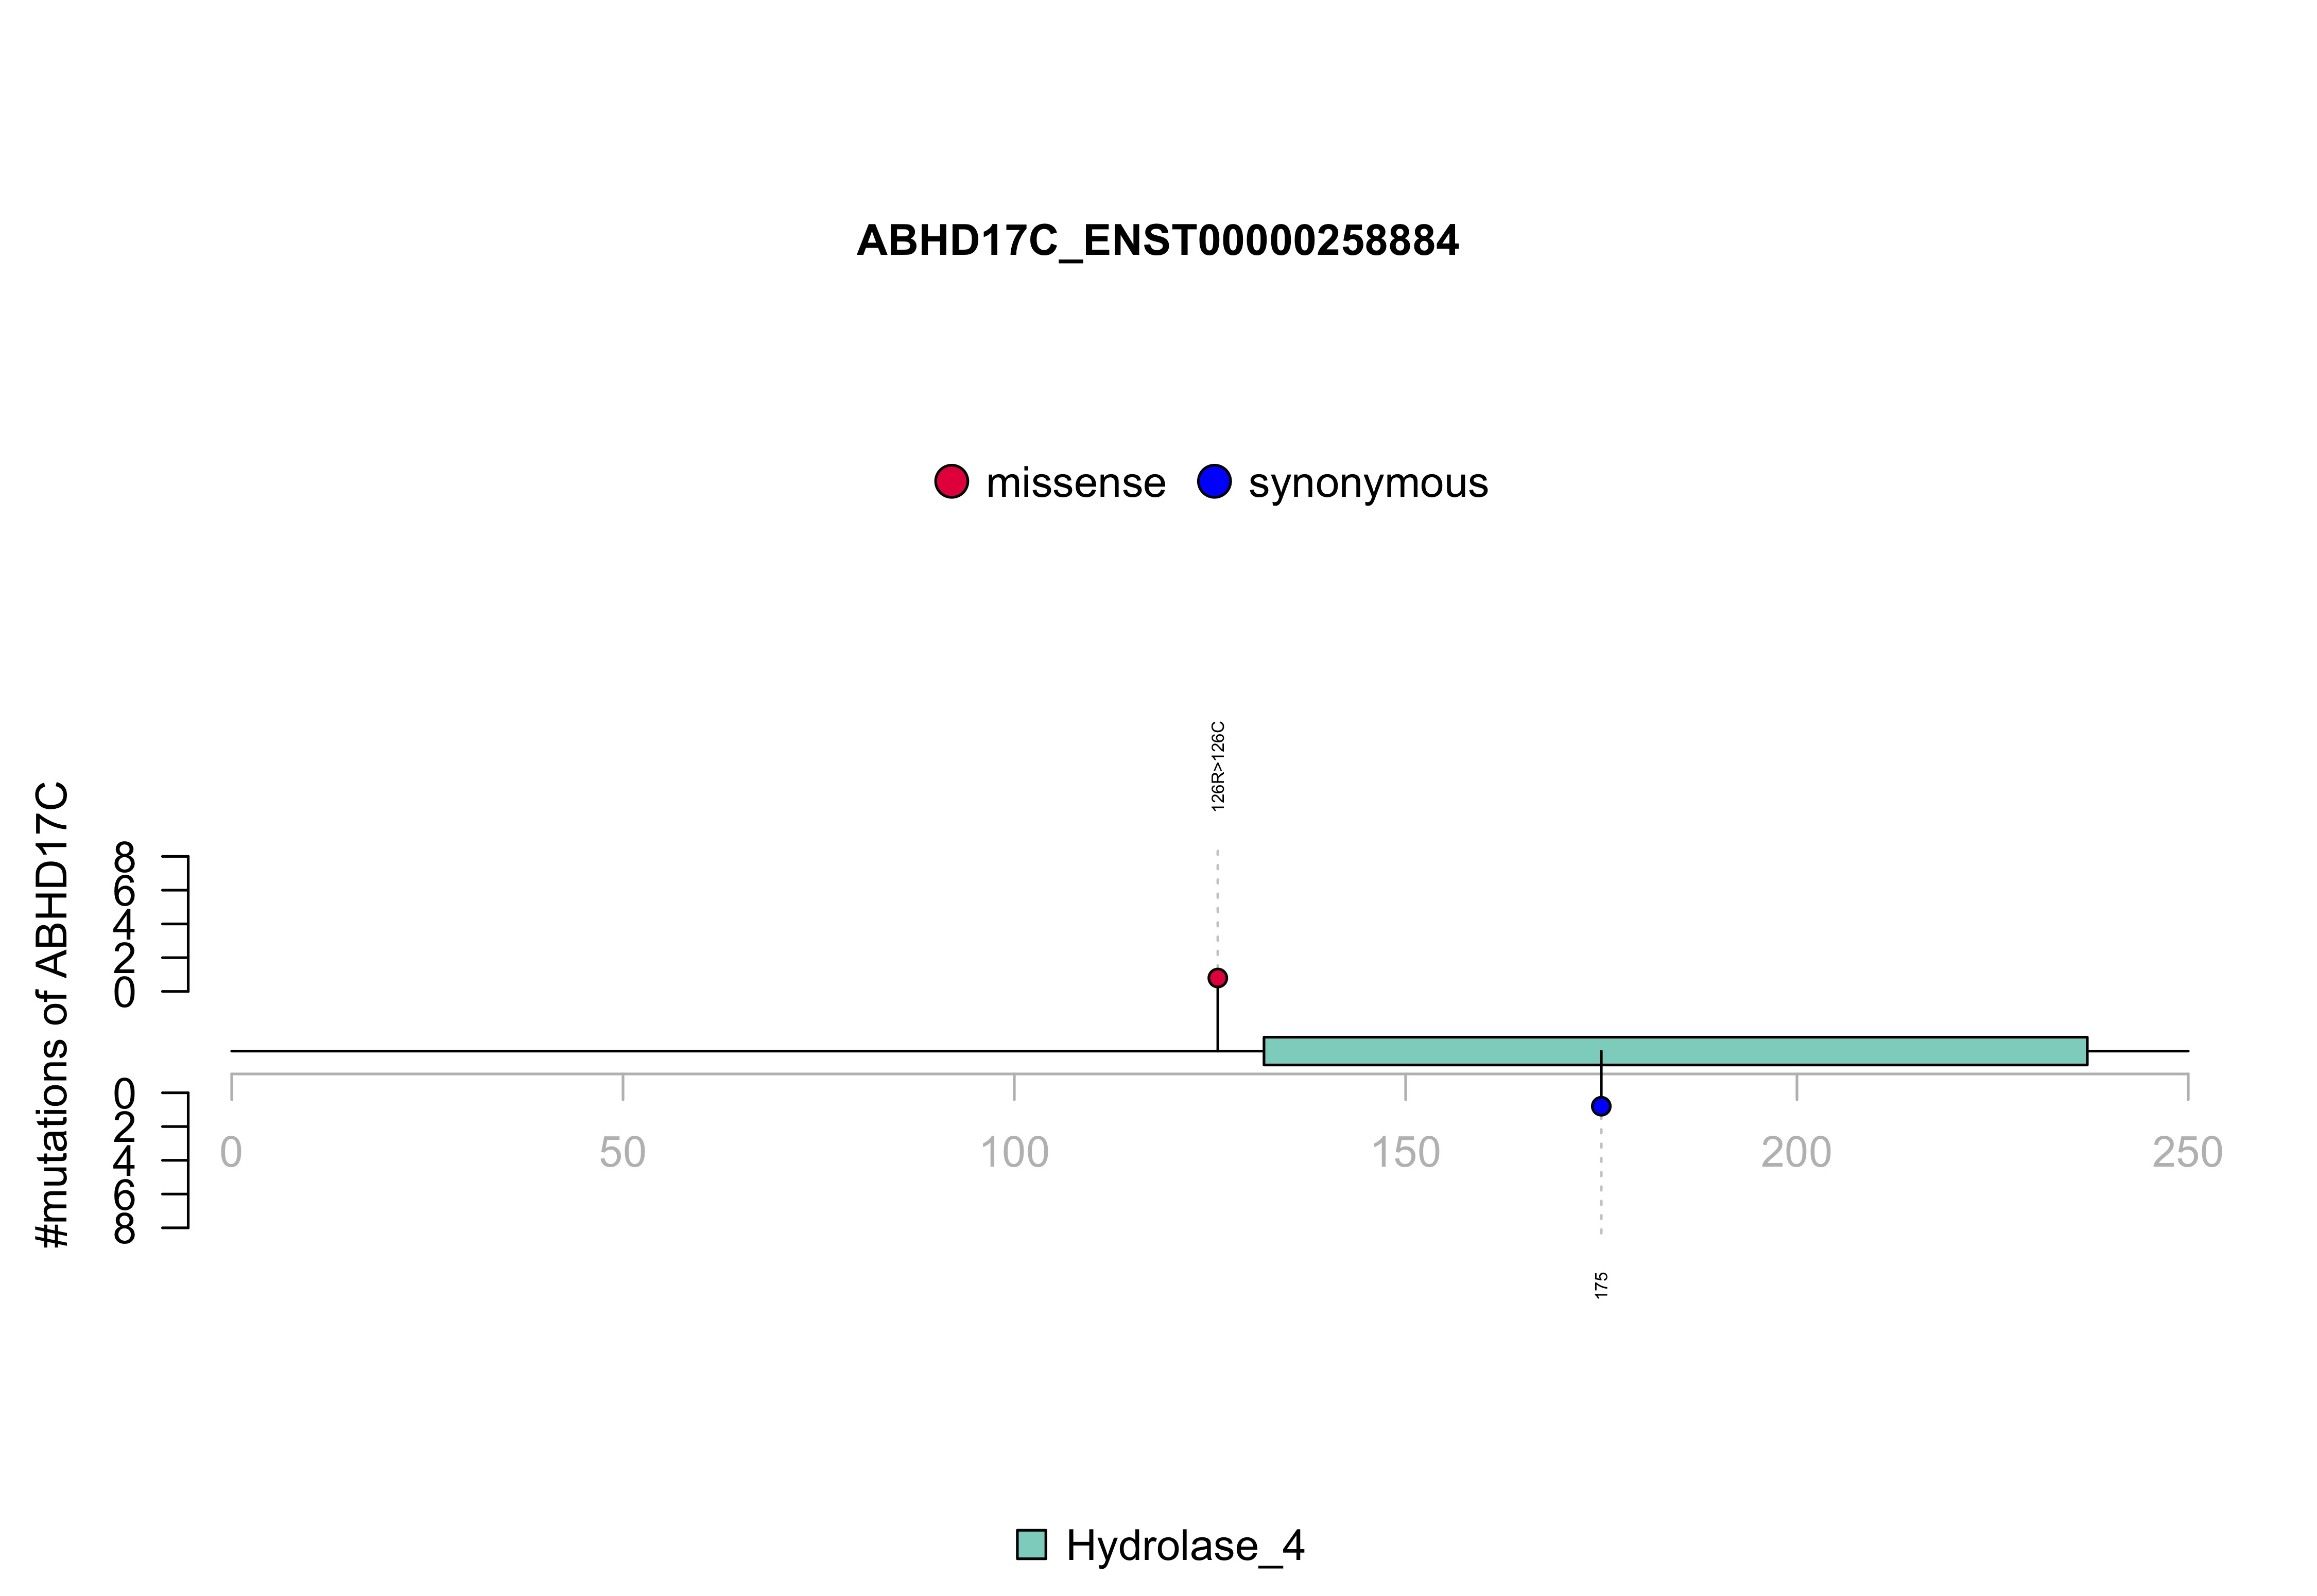 ABHD17C_ENST00000258884
missense synonymous
126R>126C
#mutations of ABHD17C
8
6
4
2
0
0
2
4
6
8
0 50 100 150 200 250
175
Hydrolase_4